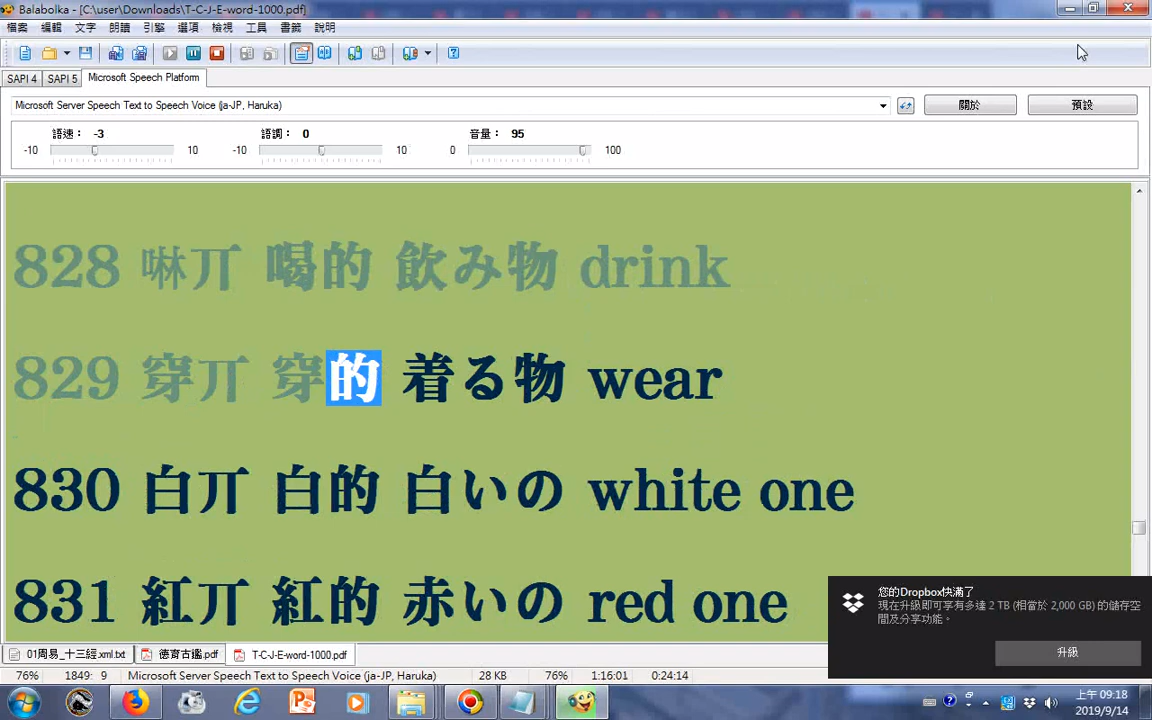 Balabolka - [C:\user\Downloads\T-C-J-E-word-1000.pdf]
檔案 編輯 文字 朗讀 引擎 選項 檢視 工具 書籤 說明
SAPI 4 SAPI 5 Microsoft Speech Platform
Microsoft Server Speech Text to Speech Voice (ja-JP, Haruka) 關於 預設
語速： -3 語調： 0 音量： 95
-10 10 -10 10 0 100
828 啉丌 喝的 飲み物 drink
829 穿丌 穿的 着る物 wear
830 白丌 白的 白いの white one
831 紅丌 紅的 赤いの red one
您的Dropbox快滿了
現在升級即可享有多達 2 TB (相當於 2,000 GB) 的儲存空
間及分享功能。
升級
01周易_十三經.xml.txt 德育古鑑.pdf T-C-J-E-word-1000.pdf
76% 1849: 9 Microsoft Server Speech Text to Speech Voice (ja-JP, Haruka) 28 KB 76% 1:16:01 0:24:14
上午 09:18
2019/9/14